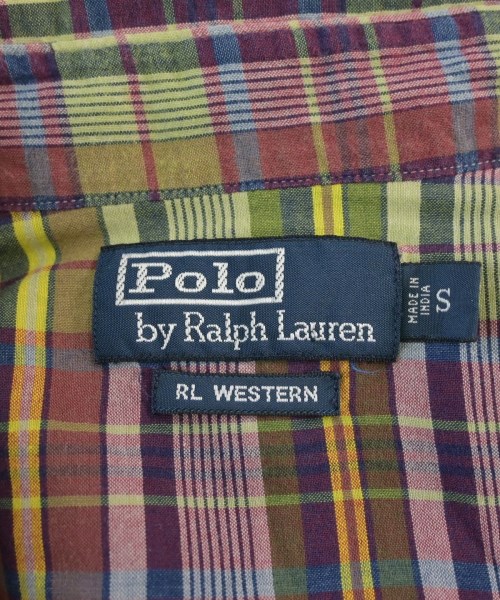 Polo
by Ralph Lauren
MADE IN
INDIA
S
RL WESTERN